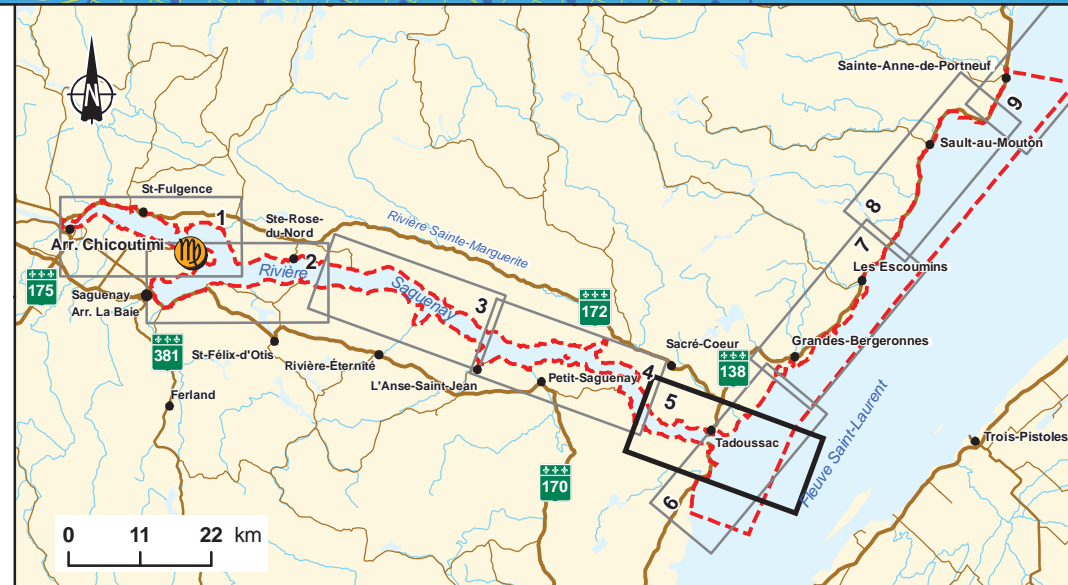 N
Sainte-Anne-de-Portneuf
9
Sault-au-Mouton
8
St-Fulgence
1
Ste-Rose-
du-Nord
Rivière Sainte-Marguerite
Arr. Chicoutimi
7
2
Rivière
Les Escoumins
175
Saguenay
Saguenay
Arr. La Baie
3
172
381
St-Félix-d'Otis
Sacré-Coeur
Grandes-Bergeronnes
138
Rivière-Éternité
4
L'Anse-Saint-Jean
Petit-Saguenay
5
Ferland
Tadoussac
Fleuve Saint-Laurent
Trois-Pistoles
170
6
0 11 22 km